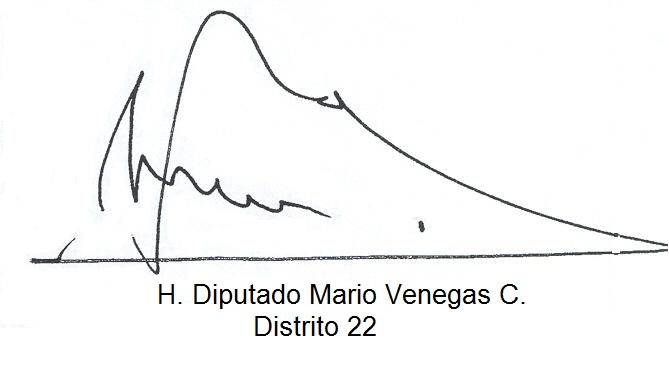 H. Diputado Mario Venegas C.
Distrito 22